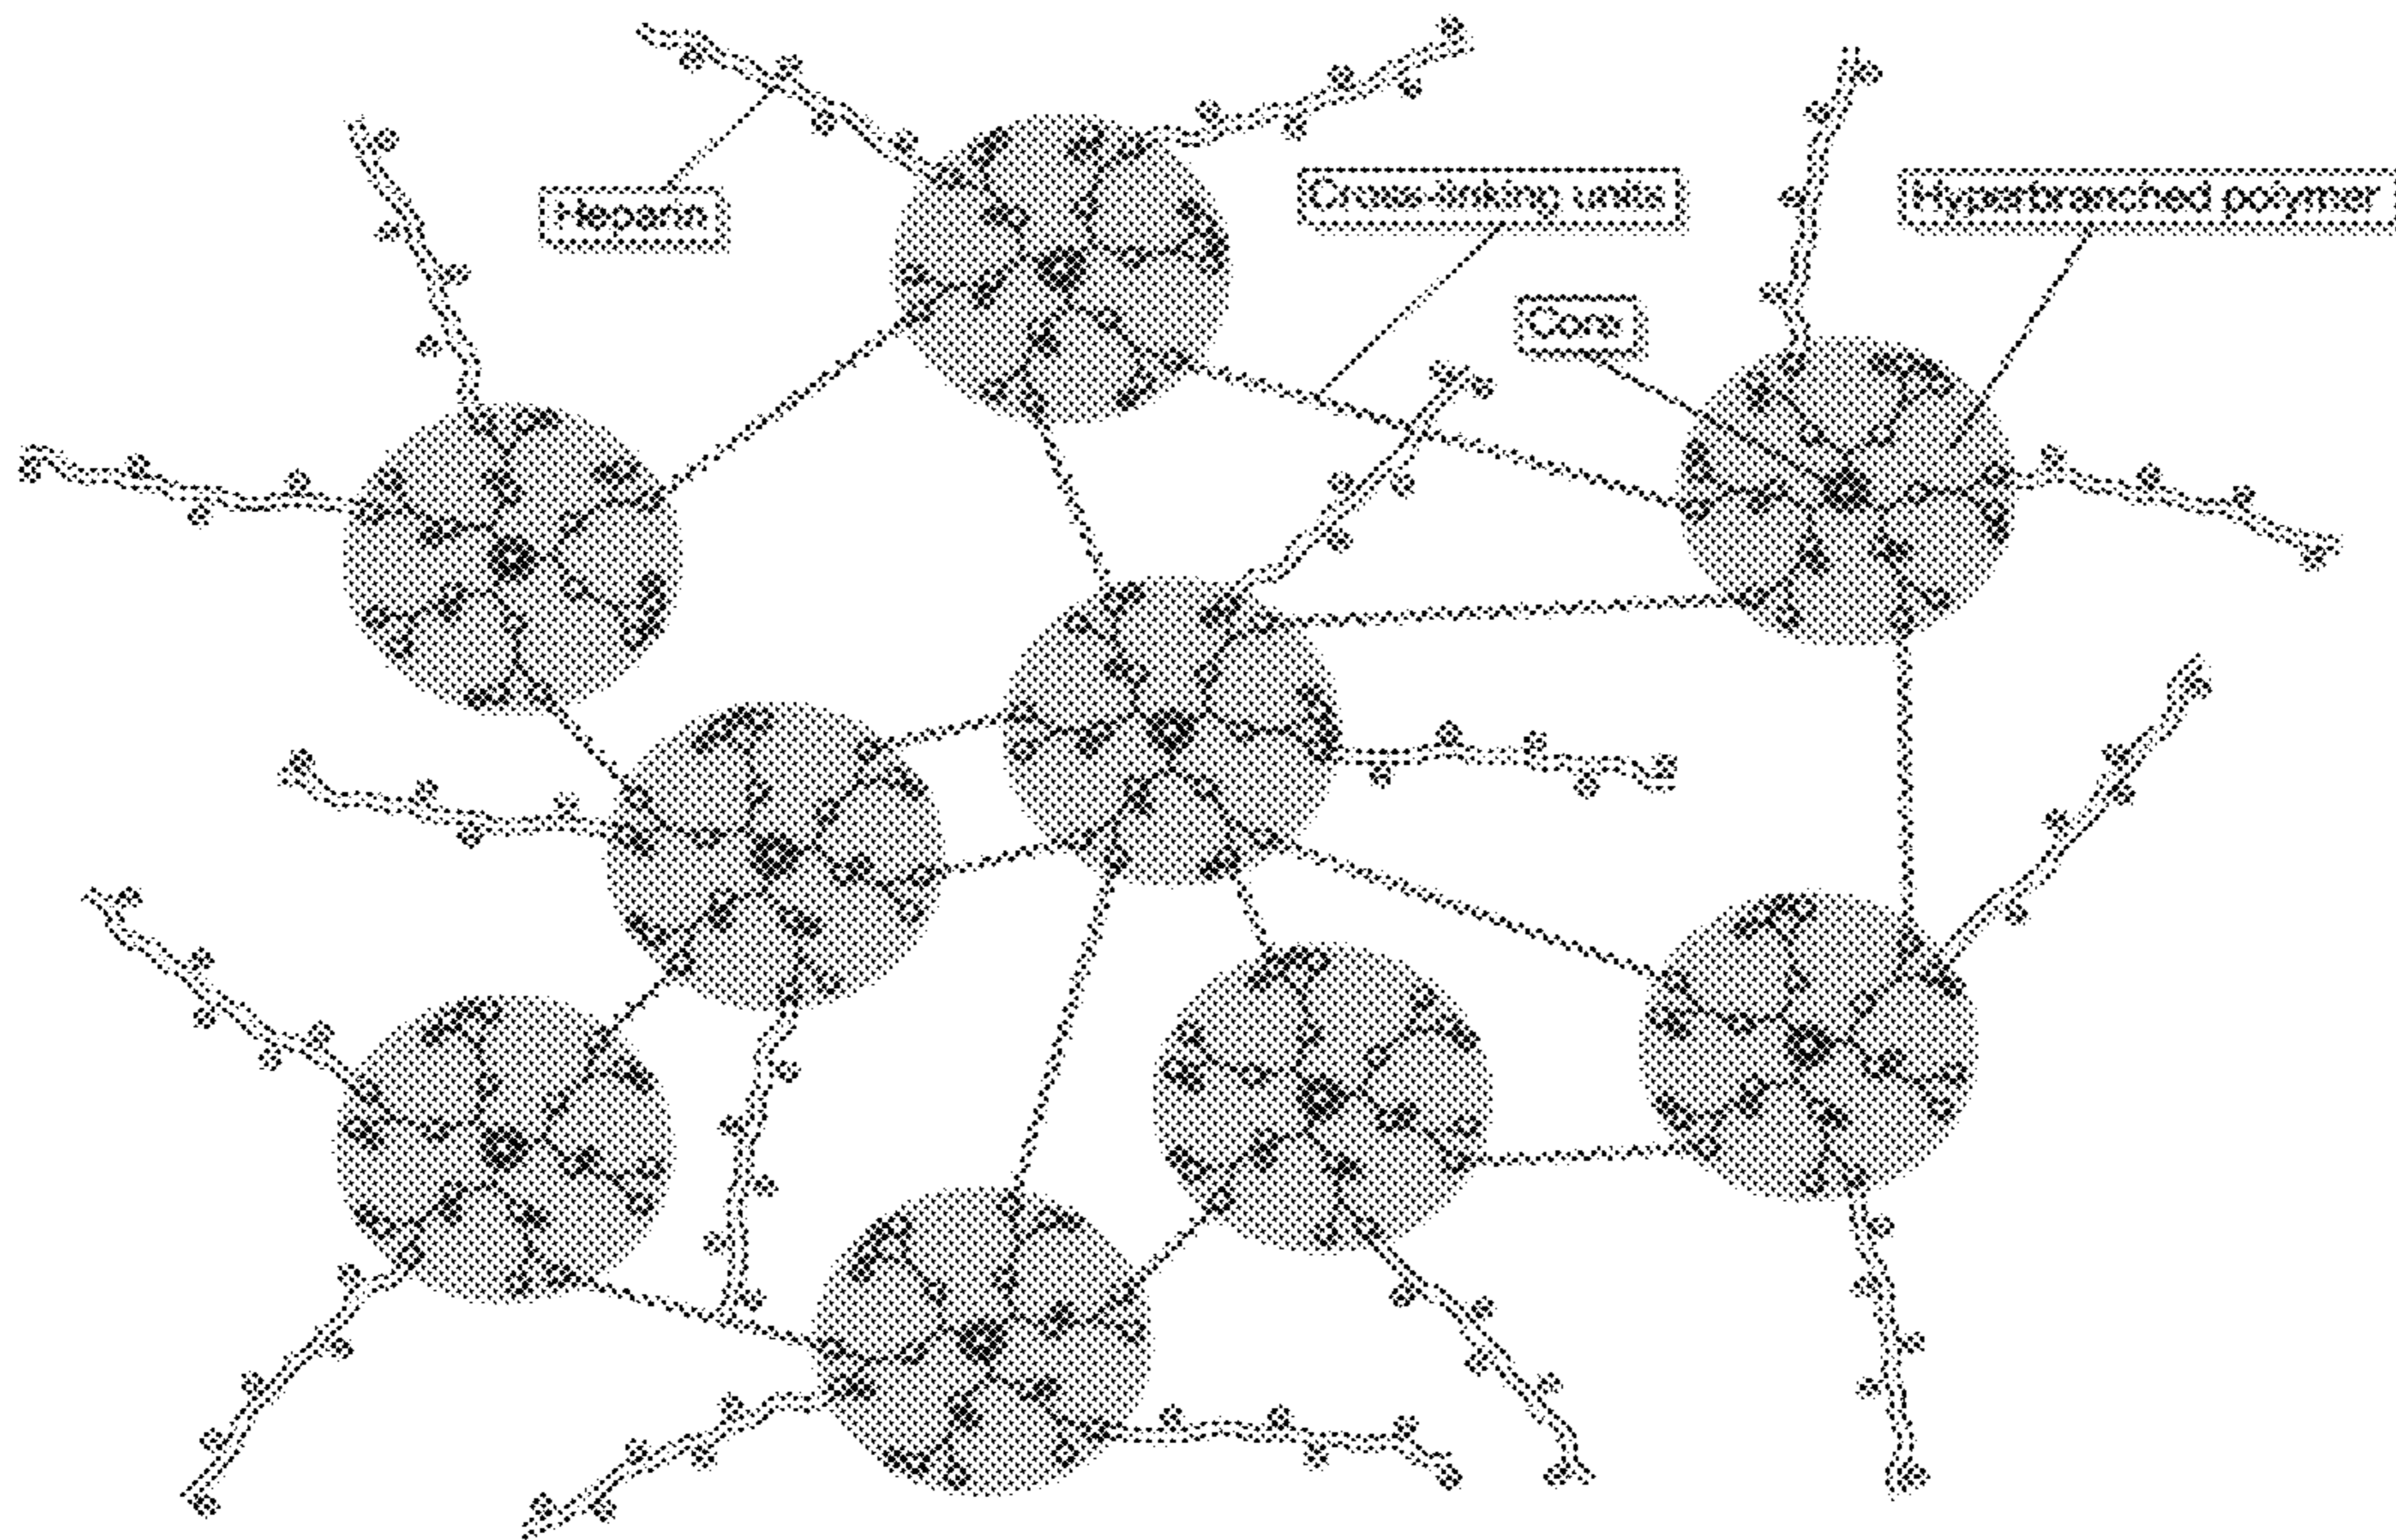 Heparin
Cross-linking units
Hyperbranched polymer
Core